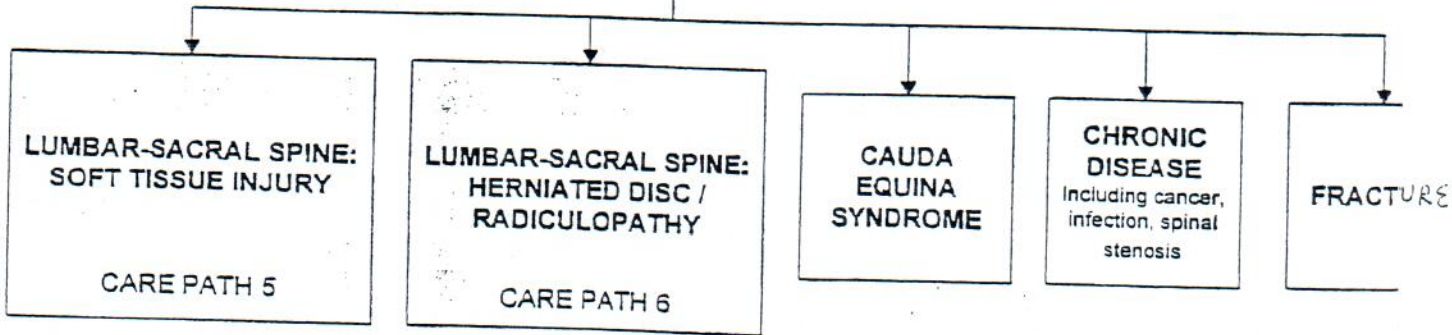 LUMBAR-SACRAL SPINE:
SOFT TISSUE INJURY
CARE PATH 5
LUMBAR-SACRAL SPINE:
HERNIATED DISC /
RADICULOPATHY
CARE PATH 6
CAUDA
EQUINA
SYNDROME
CHRONIC
DISEASE
Including cancer,
infection, spinal
stenosis
FRACTURE